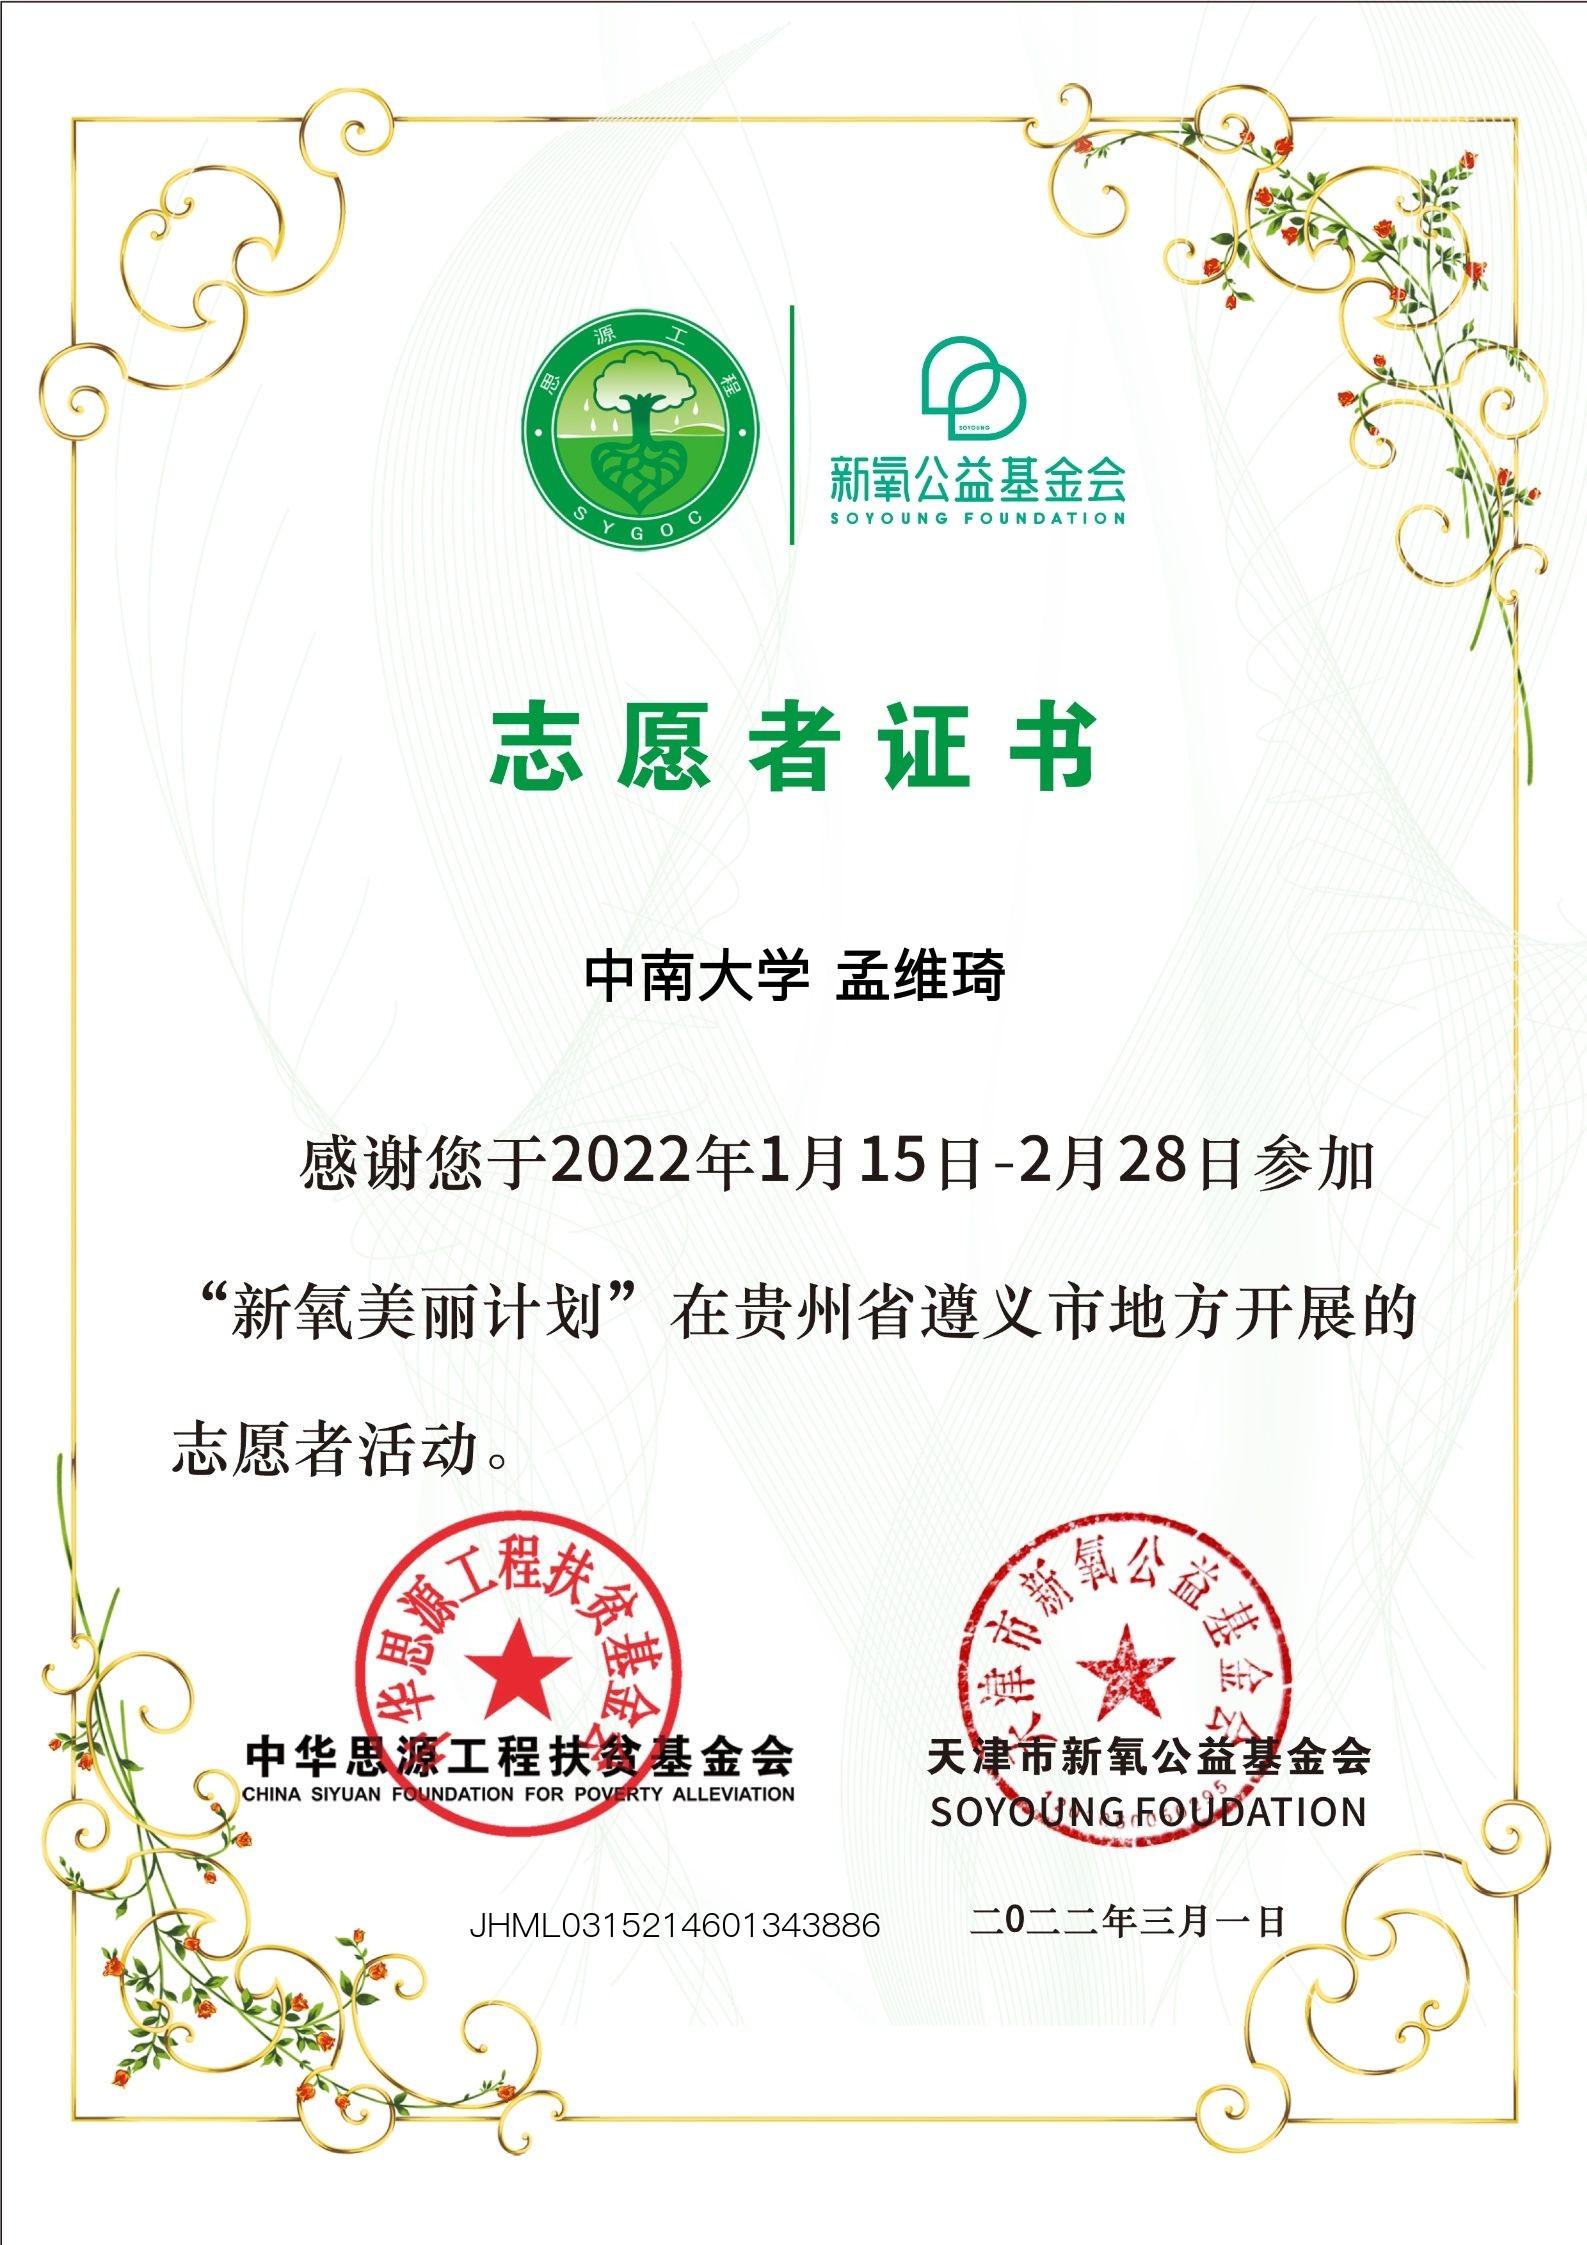 思源工程
SYGOC
SOYOUNG
新氧公益基金会
SOYOUNG FOUNDATION
志愿者证书
中南大学 孟维琦
感谢您于2022年1月15日-2月28日参加
“新氧美丽计划”在贵州省遵义市地方开展的
志愿者活动。
中华思源工程扶贫基金会
天津市新氧公益基金会
中华思源工程扶贫基金会
CHINA SIYUAN FOUNDATION FOR POVERTY ALLEVIATION
天津市新氧公益基金会
SOYOUNG FOUDATION
JHML0315214601343886
二0二二年三月一日